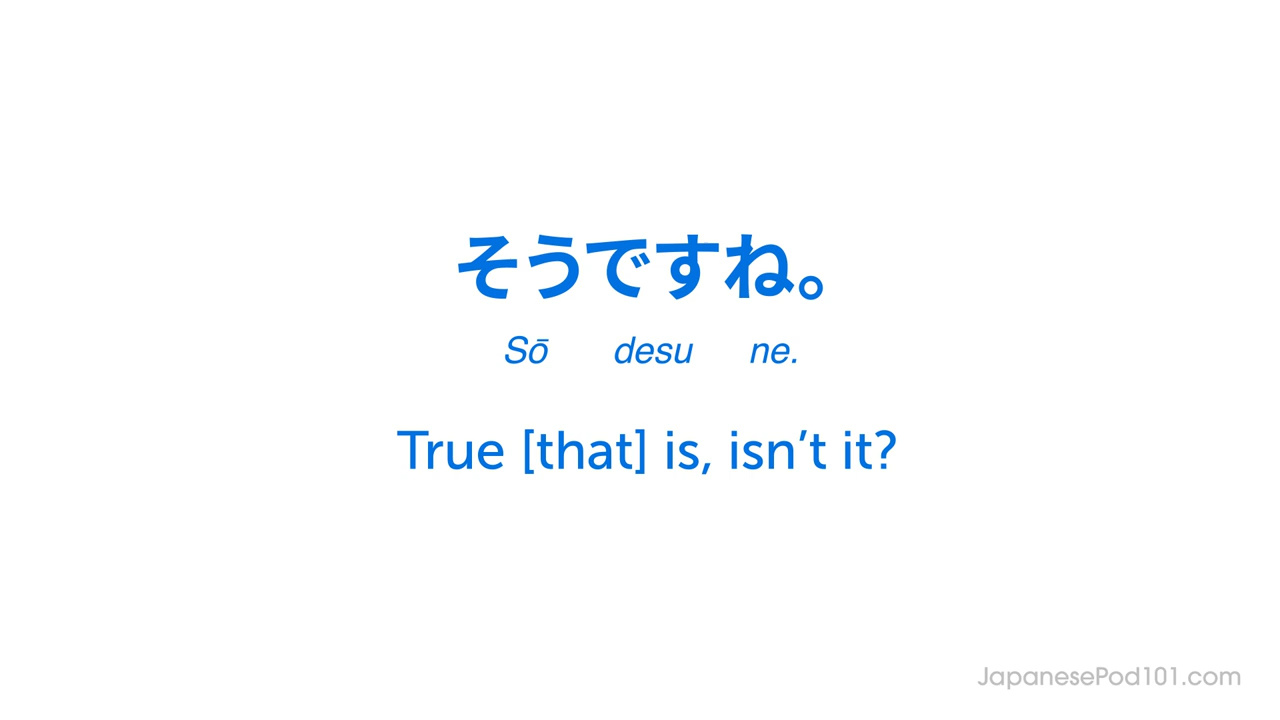 そうですね。
Sō desu ne.
True [that] is, isn’t it?
JapanesePod101.com